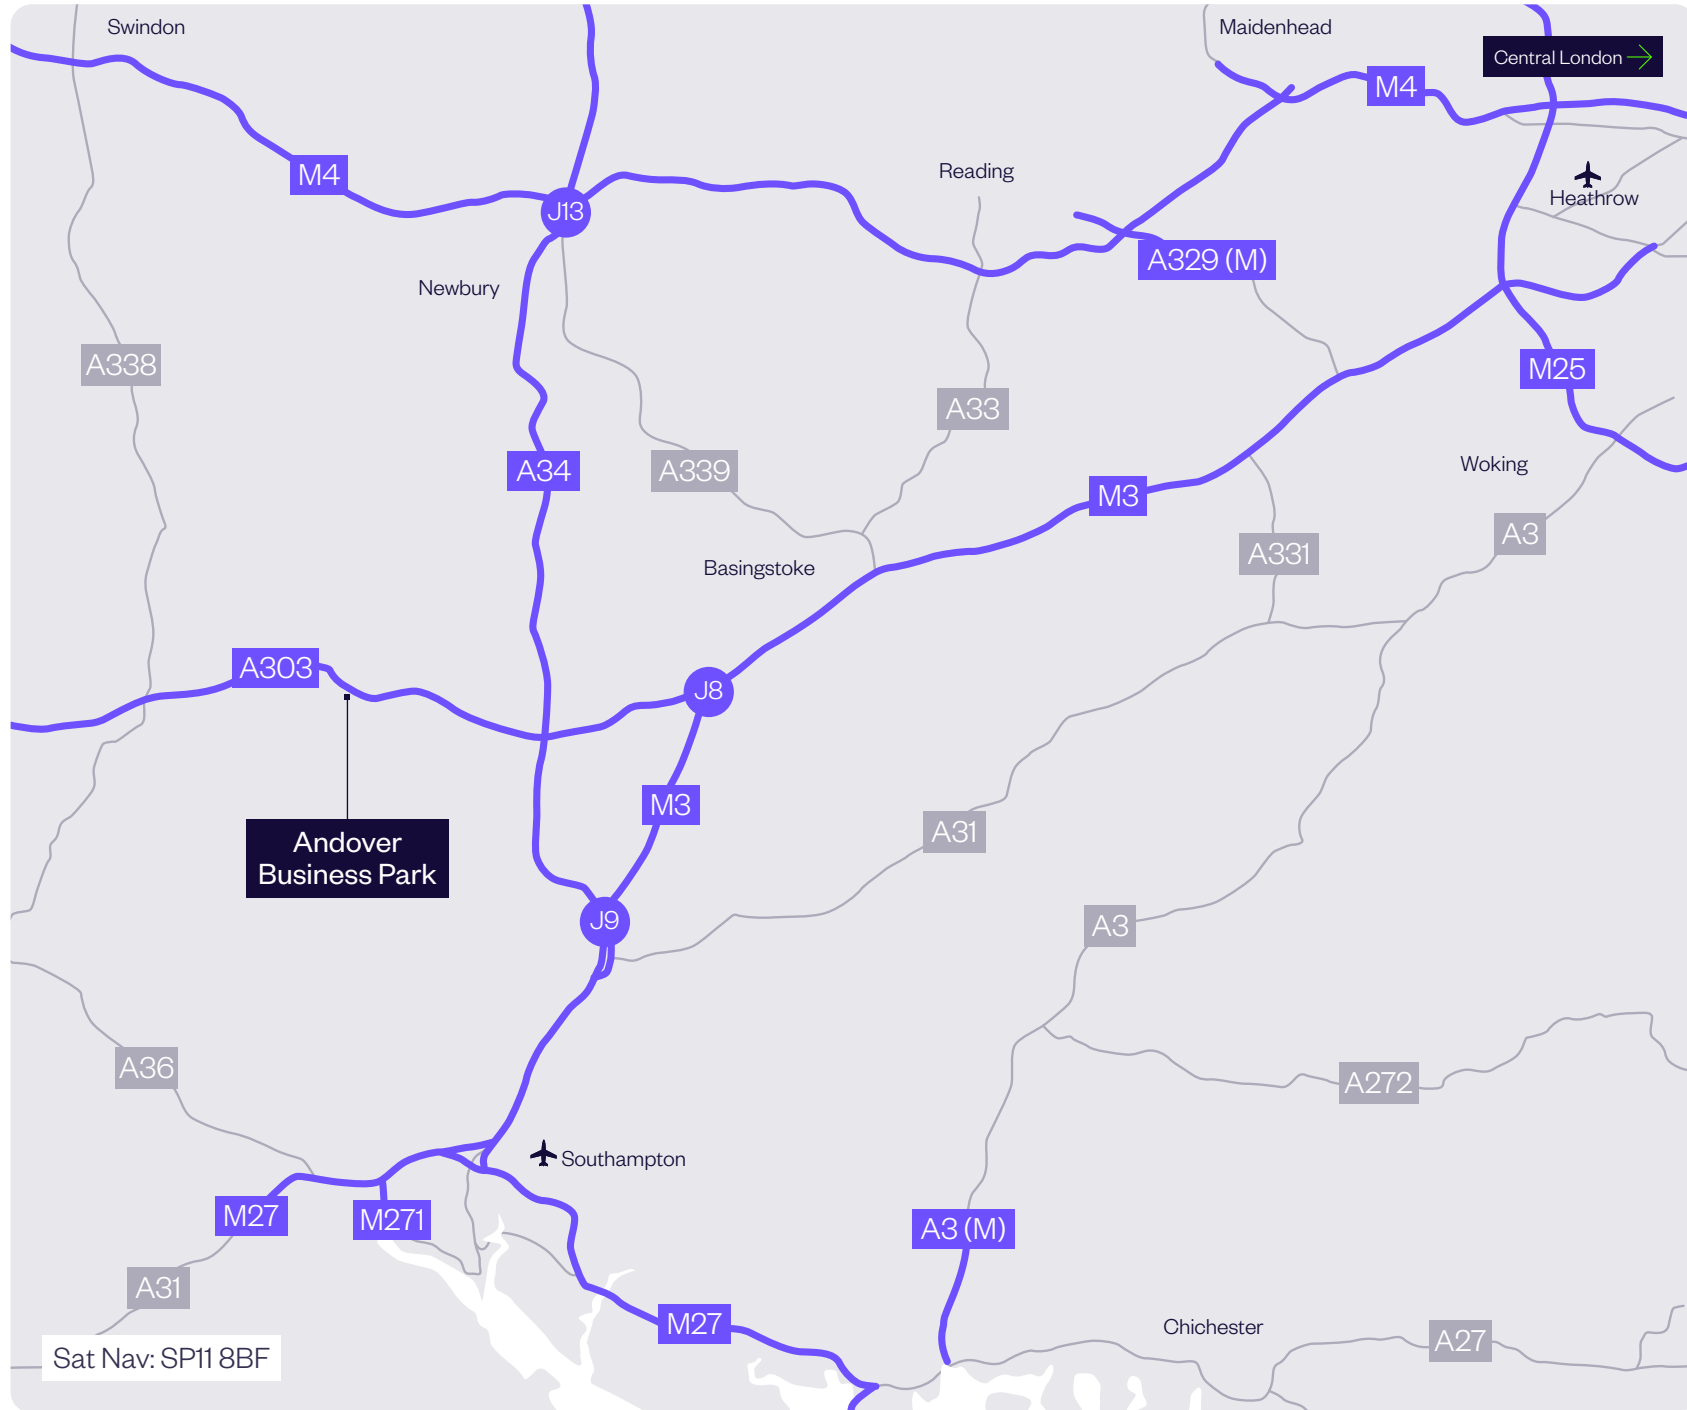 Swindon
Maidenhead
Central London
M4
M4
Reading
Heathrow
J13
A329 (M)
Newbury
A338
M25
A33
A34
A339
Woking
M3
A3
A331
Basingstoke
A303
J8
M3
A31
Andover
Business Park
J9
A3
A36
A272
Southampton
M27
M271
A3 (M)
A31
M27
Chichester
A27
Sat Nav: SP11 8BF